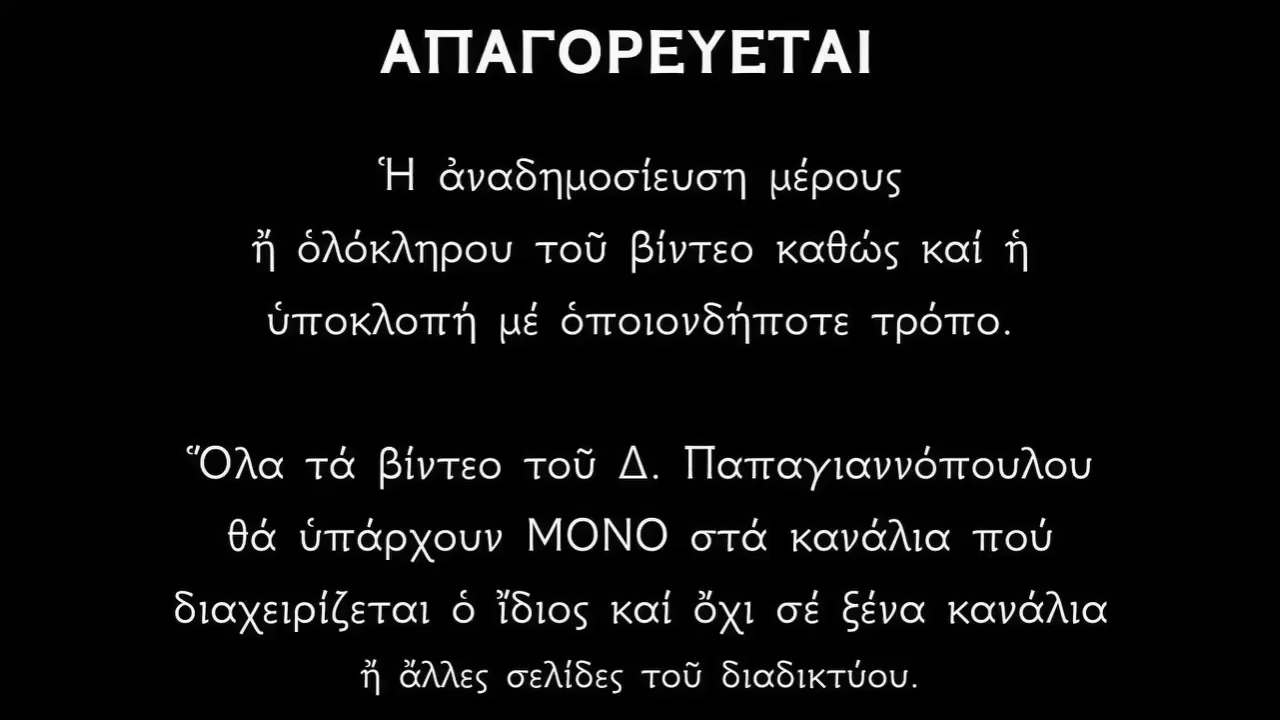 ΑΠΑΓΟΡΕΥΕΤΑΙ
Ἡ ἀναδημοσίευση μέρους
ἤ ὁλόκληρου τοῦ βίντεο καθώς καί ἡ
ὑποκλοπή μέ ὁποιονδήποτε τρόπο.
Ὅλα τά βίντεο τοῦ Δ. Παπαγιαννόπουλου
θά ὑπάρχουν ΜΟΝΟ στά κανάλια πού
διαχειρίζεται ὁ ἴδιος καί ὄχι σέ ξένα κανάλια
ἤ ἄλλες σελίδες τοῦ διαδικτύου.